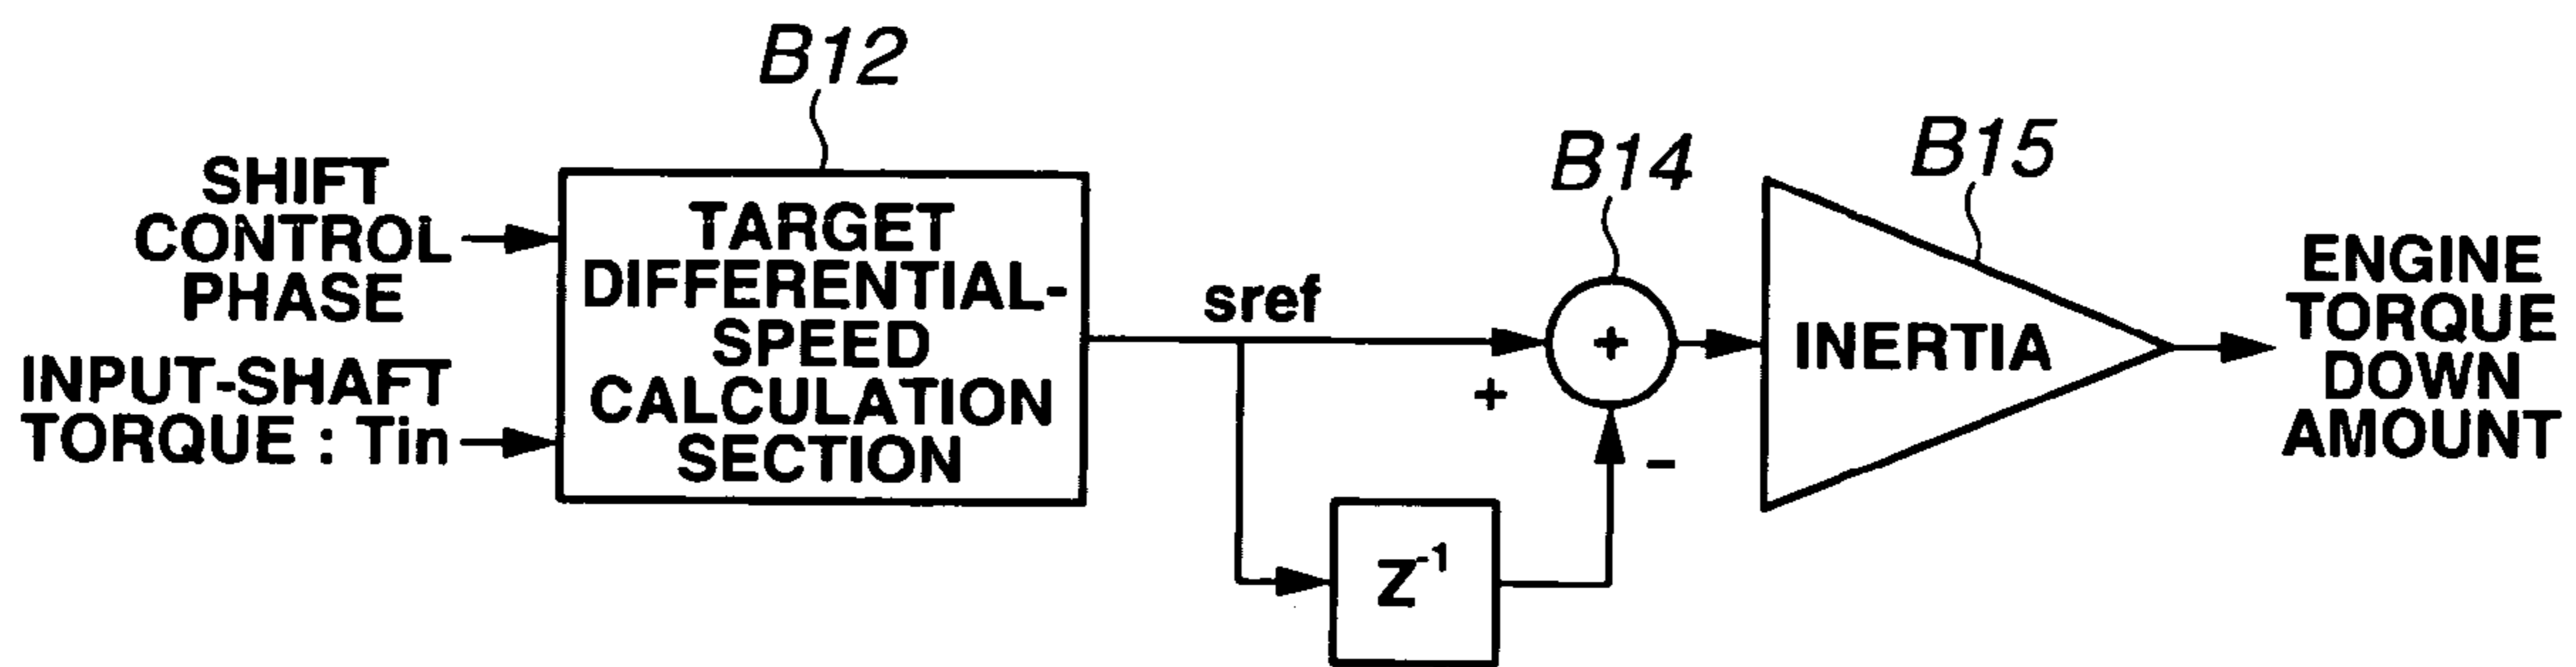 B12
SHIFT
CONTROL
PHASE
INPUT-SHAFT
TORQUE : Tin
TARGET
DIFFERENTIAL-
SPEED
CALCULATION
SECTION
sref
B14
+
+
-
Z-1
B15
INERTIA
ENGINE
TORQUE
DOWN
AMOUNT